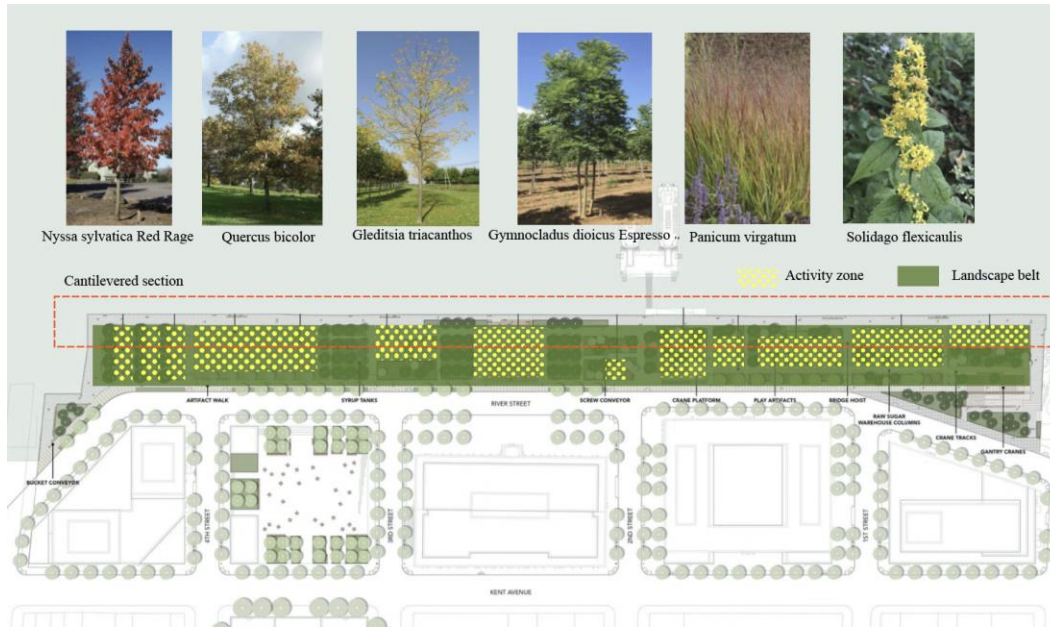 Nyssa sylvatica Red Rage
Quercus bicolor
Gleditsia triacanthos
Gymnocladus dioicus Espresso ..
Panicum virgatum
Solidago flexicaulis
Cantilevered section
Activity zone
Landscape belt
ARTIFACT WALK
SYRUP TANKS
RIVER STREET
SCREW CONVEYOR
CRANE PLATFORM
PLAY ARTIFACTS
BRIDGE HOIST
RAW SUGAR
WAREHOUSE COLUMNS
CRANE TRACKS
GANTRY CRANES
BUCKET CONVEYOR
3RD STREET
2ND STREET
1ST STREET
KENT AVENUE